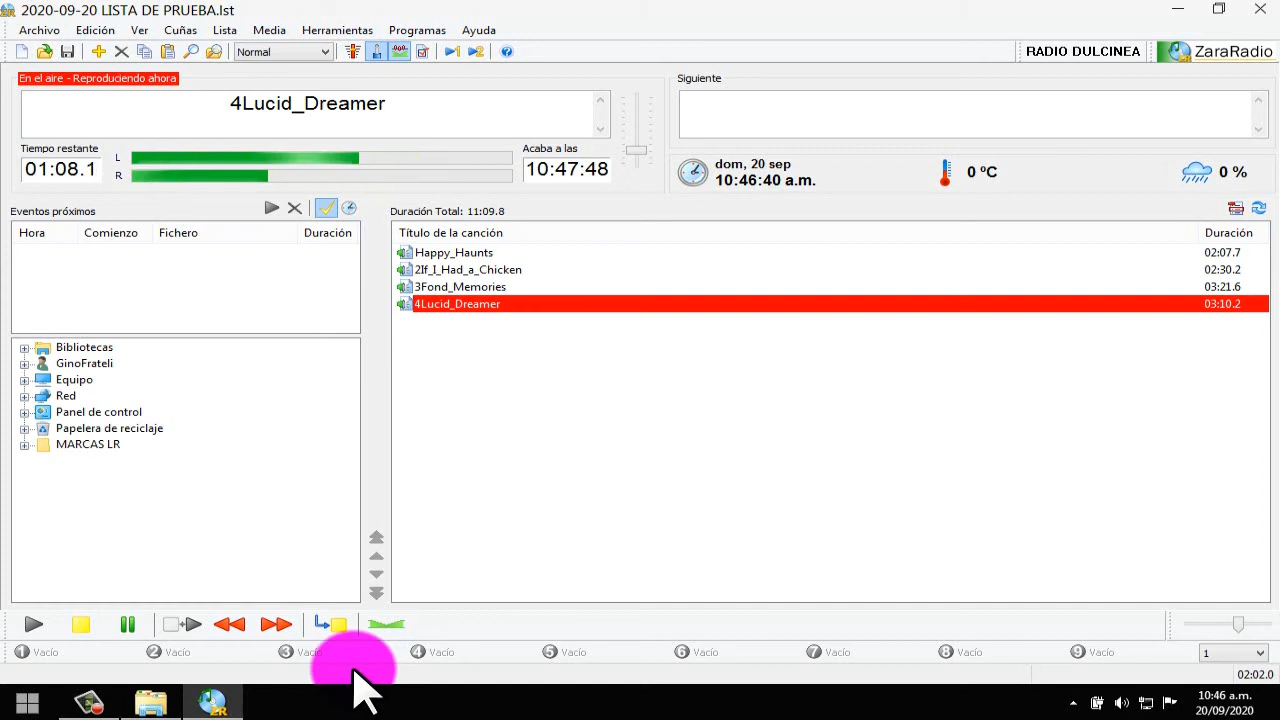 2020-09-20 LISTA DE PRUEBA.lst
Archivo Edición Ver Cuñas Lista Media Herramientas Programas Ayuda
Normal RADIO DULCINEA ZaraRadio
En el aire - Reproduciendo ahora
4Lucid_Dreamer
Siguiente
Tiempo restante
01:08.1
L
R
Acaba a las
10:47:48
dom, 20 sep
10:46:40 a.m.
0 ºC
0 %
Eventos próximos
Hora Comienzo Fichero Duración
Duración Total: 11:09.8
Título de la canción Duración
Happy_Haunts 02:07.7
2If_I_Had_a_Chicken 02:30.2
3Fond_Memories 03:21.6
4Lucid_Dreamer 03:10.2
Bibliotecas
GinoFrateli
Equipo
Red
Panel de control
Papelera de reciclaje
MARCAS LR
1 Vacío 2 Vacío 3 Vacío 4 Vacío 5 Vacío 6 Vacío 7 Vacío 8 Vacío 9 Vacío 1
02:02.0
10:46 a.m.
20/09/2020